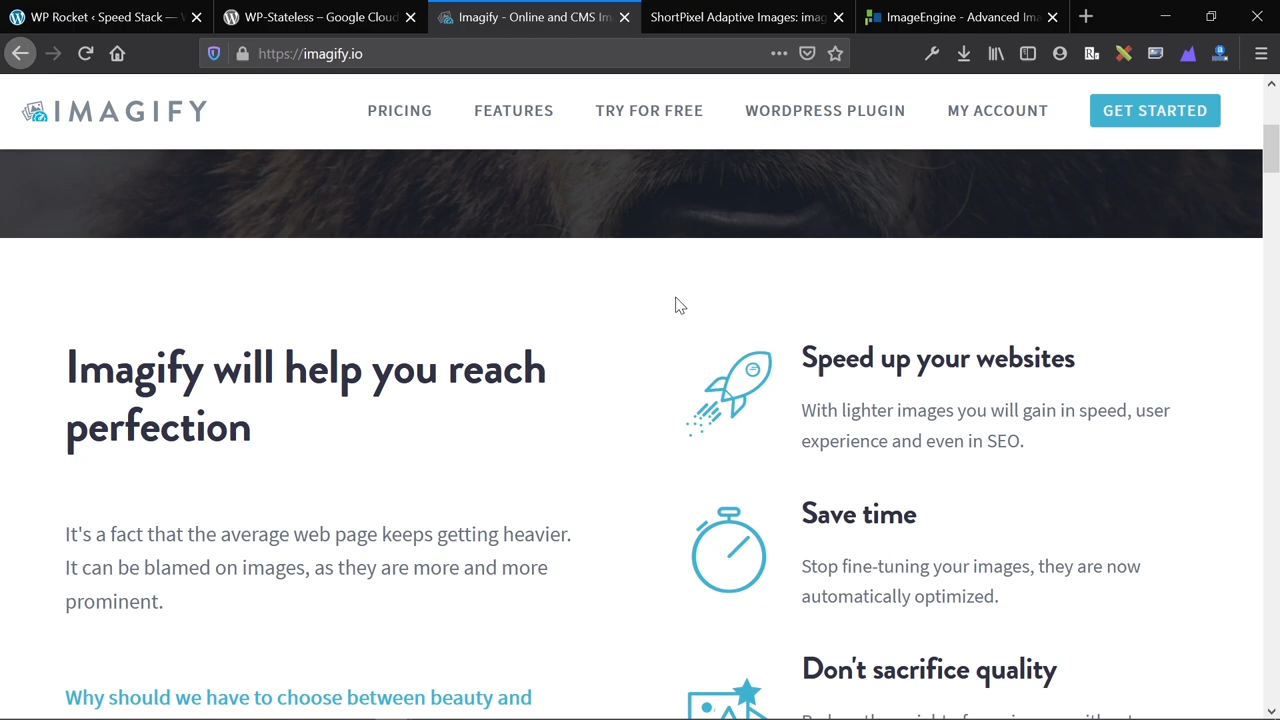 WP Rocket ‹ Speed Stack —
WP-Stateless – Google Cloud
Imagify - Online and CMS Im
ShortPixel Adaptive Images: imag
ImageEngine - Advanced Ima
https://imagify.io
IMAGIFY
PRICING
FEATURES
TRY FOR FREE
WORDPRESS PLUGIN
MY ACCOUNT
GET STARTED
Imagify will help you reach
perfection
It's a fact that the average web page keeps getting heavier.
It can be blamed on images, as they are more and more
prominent.
Why should we have to choose between beauty and
Speed up your websites
With lighter images you will gain in speed, user
experience and even in SEO.
Save time
Stop fine-tuning your images, they are now
automatically optimized.
Don't sacrifice quality